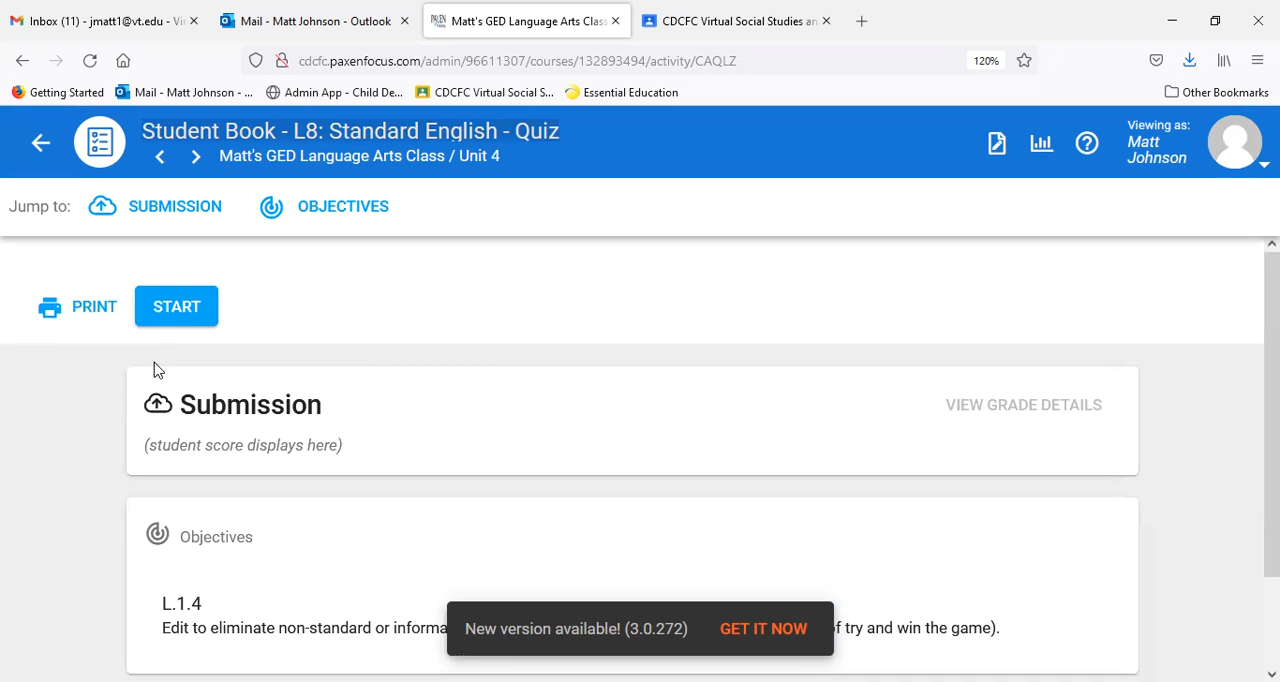 Inbox (11) - jmatt1@vt.edu - Vir
Mail - Matt Johnson - Outlook
PAXEN
Matt's GED Language Arts Class
CDCFC Virtual Social Studies an
cdcfc.paxenfocus.com/admin/96611307/courses/132893494/activity/CAQLZ
120%
Getting Started
Mail - Matt Johnson - ...
Admin App - Child De...
CDCFC Virtual Social S...
Essential Education
Other Bookmarks
Student Book - L8: Standard English - Quiz
Matt's GED Language Arts Class / Unit 4
Viewing as:
Matt
Johnson
Jump to:
SUBMISSION
OBJECTIVES
PRINT
START
Submission
VIEW GRADE DETAILS
(student score displays here)
Objectives
L.1.4
Edit to eliminate non-standard or informa
f try and win the game).
New version available! (3.0.272)
GET IT NOW